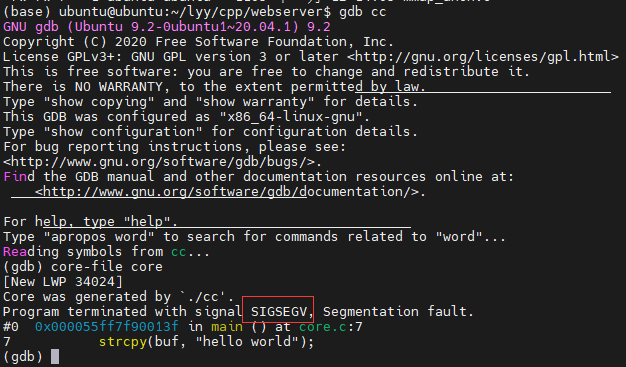 (base) ubuntu@ubuntu:~/lyy/cpp/webserver$ gdb cc
GNU gdb (Ubuntu 9.2-0ubuntu1~20.04.1) 9.2
Copyright (C) 2020 Free Software Foundation, Inc.
License GPLv3+: GNU GPL version 3 or later <http://gnu.org/licenses/gpl.html>
This is free software: you are free to change and redistribute it.
There is NO WARRANTY, to the extent permitted by law.
Type "show copying" and "show warranty" for details.
This GDB was configured as "x86_64-linux-gnu".
Type "show configuration" for configuration details.
For bug reporting instructions, please see:
<http://www.gnu.org/software/gdb/bugs/>.
Find the GDB manual and other documentation resources online at:
    <http://www.gnu.org/software/gdb/documentation/>.

For help, type "help".
Type "apropos word" to search for commands related to "word"...
Reading symbols from cc...
(gdb) core-file core
[New LWP 34024]
Core was generated by `./cc'.
Program terminated with signal SIGSEGV, Segmentation fault.
#0  0x000055ff7f90013f in main () at core.c:7
7           strcpy(buf, "hello world");
(gdb)